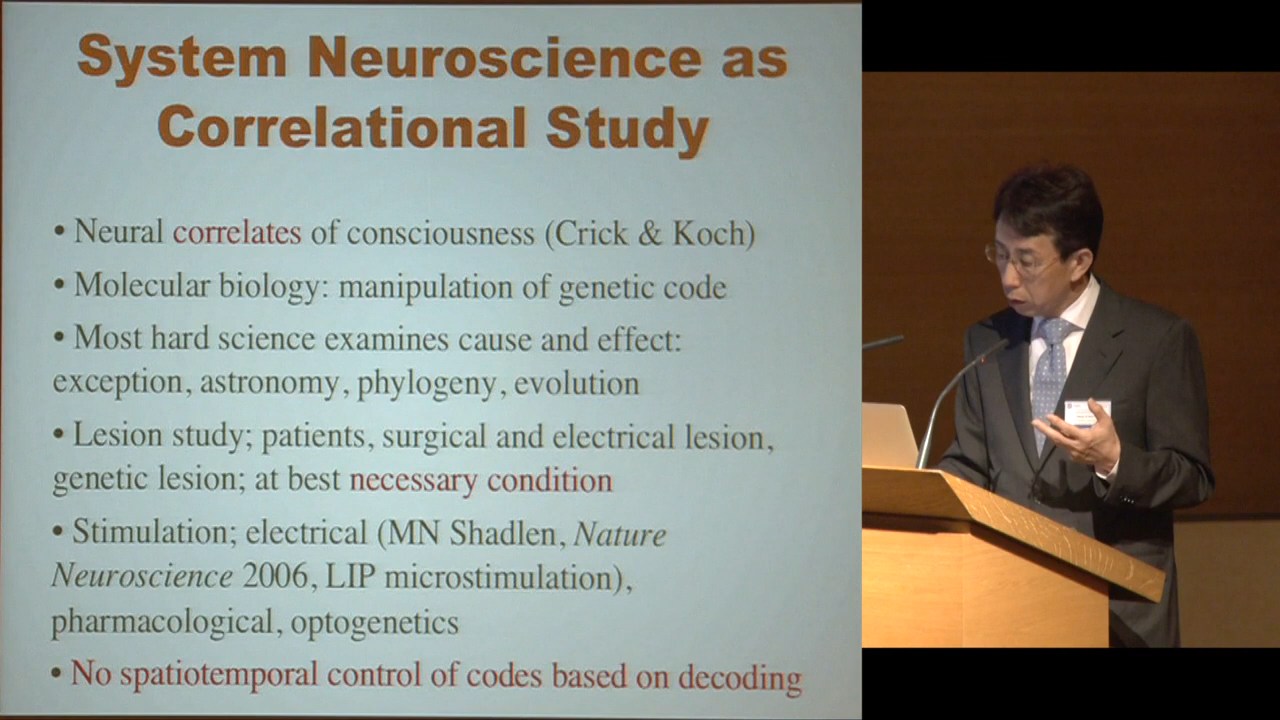 System Neuroscience as
Correlational Study
• Neural correlates of consciousness (Crick & Koch)
• Molecular biology: manipulation of genetic code
• Most hard science examines cause and effect:
exception, astronomy, phylogeny, evolution
• Lesion study; patients, surgical and electrical lesion,
genetic lesion; at best necessary condition
• Stimulation; electrical (MN Shadlen, Nature
Neuroscience 2006, LIP microstimulation),
pharmacological, optogenetics
• No spatiotemporal control of codes based on decoding